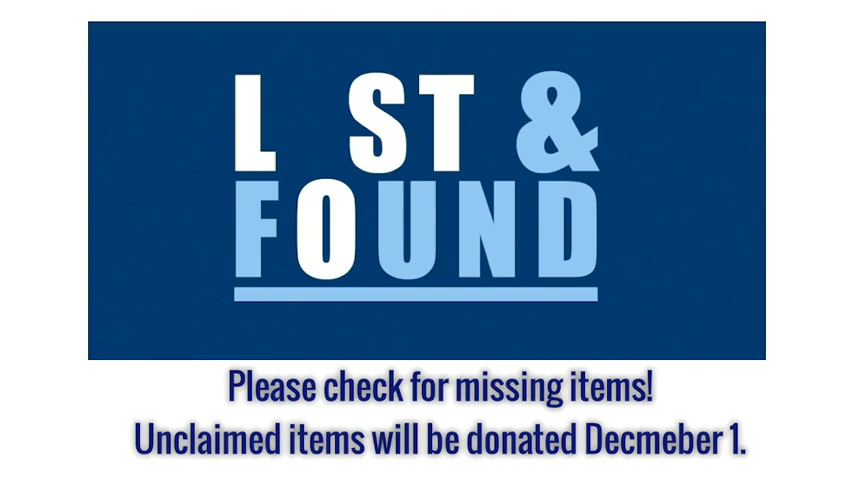 L ST &
FOUND
Please check for missing items!
Unclaimed items will be donated Decmeber 1.